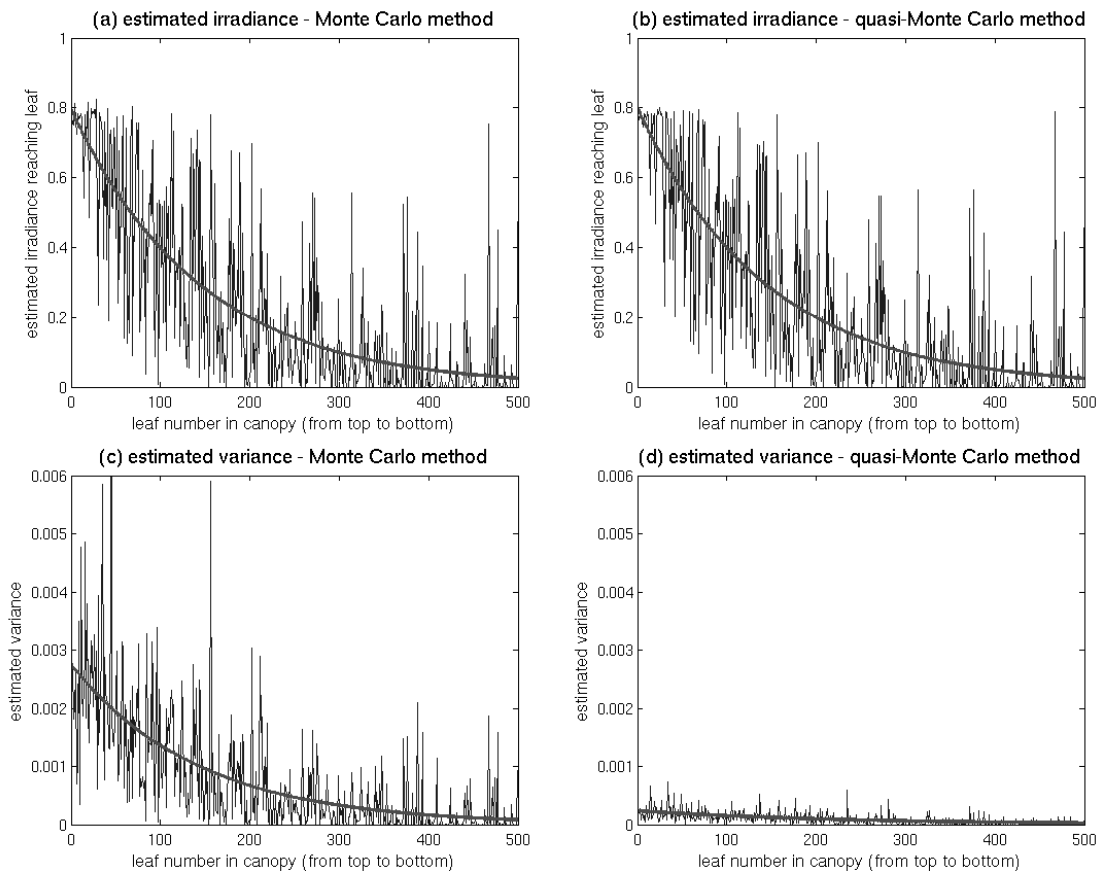 (a) estimated irradiance - Monte Carlo method
1
0.8
0.6
0.4
0.2
0
estimated irradiance reaching leaf
0 100 200 300 400 500
leaf number in canopy (from top to bottom)
(b) estimated irradiance - quasi-Monte Carlo method
1
0.8
0.6
0.4
0.2
0
estimated irradiance reaching leaf
0 100 200 300 400 500
leaf number in canopy (from top to bottom)
(c) estimated variance - Monte Carlo method
0.006
0.005
0.004
0.003
0.002
0.001
0
estimated variance
0 100 200 300 400 500
leaf number in canopy (from top to bottom)
(d) estimated variance - quasi-Monte Carlo method
0.006
0.005
0.004
0.003
0.002
0.001
0
estimated variance
0 100 200 300 400 500
leaf number in canopy (from top to bottom)